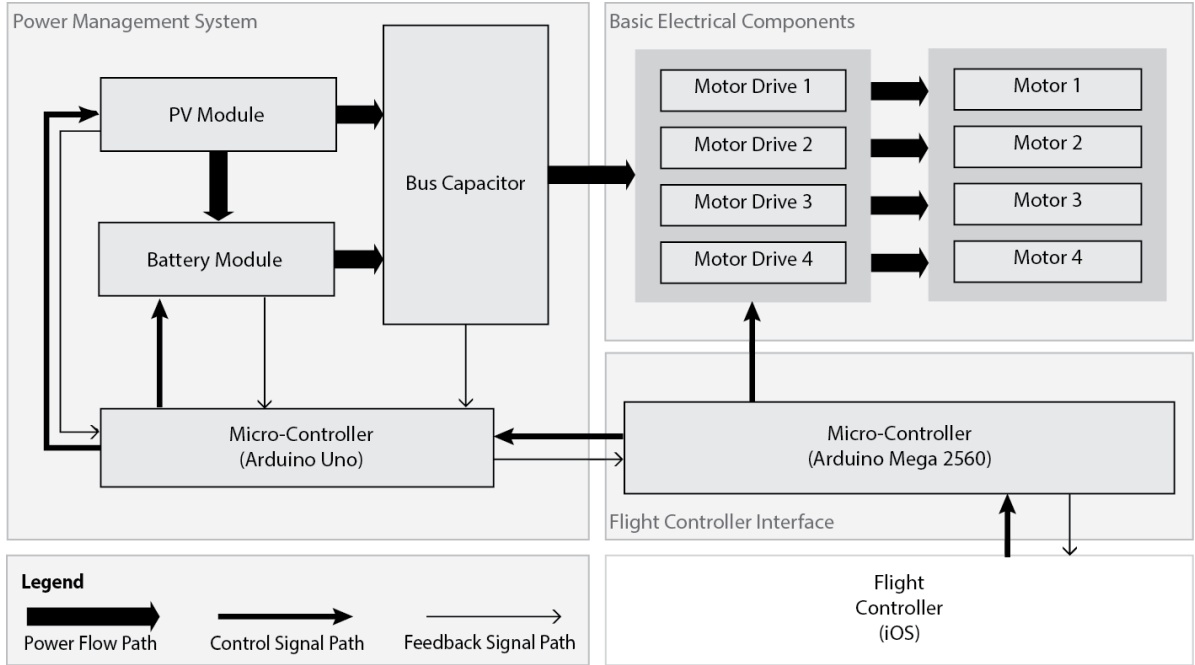 Power Management System
PV Module
Battery Module
Bus Capacitor
Micro-Controller
(Arduino Uno)
Basic Electrical Components
Motor Drive 1
Motor Drive 2
Motor Drive 3
Motor Drive 4
Motor 1
Motor 2
Motor 3
Motor 4
Micro-Controller
(Arduino Mega 2560)
Flight Controller Interface
Flight
Controller
(iOS)
Legend
Power Flow Path
Control Signal Path
Feedback Signal Path